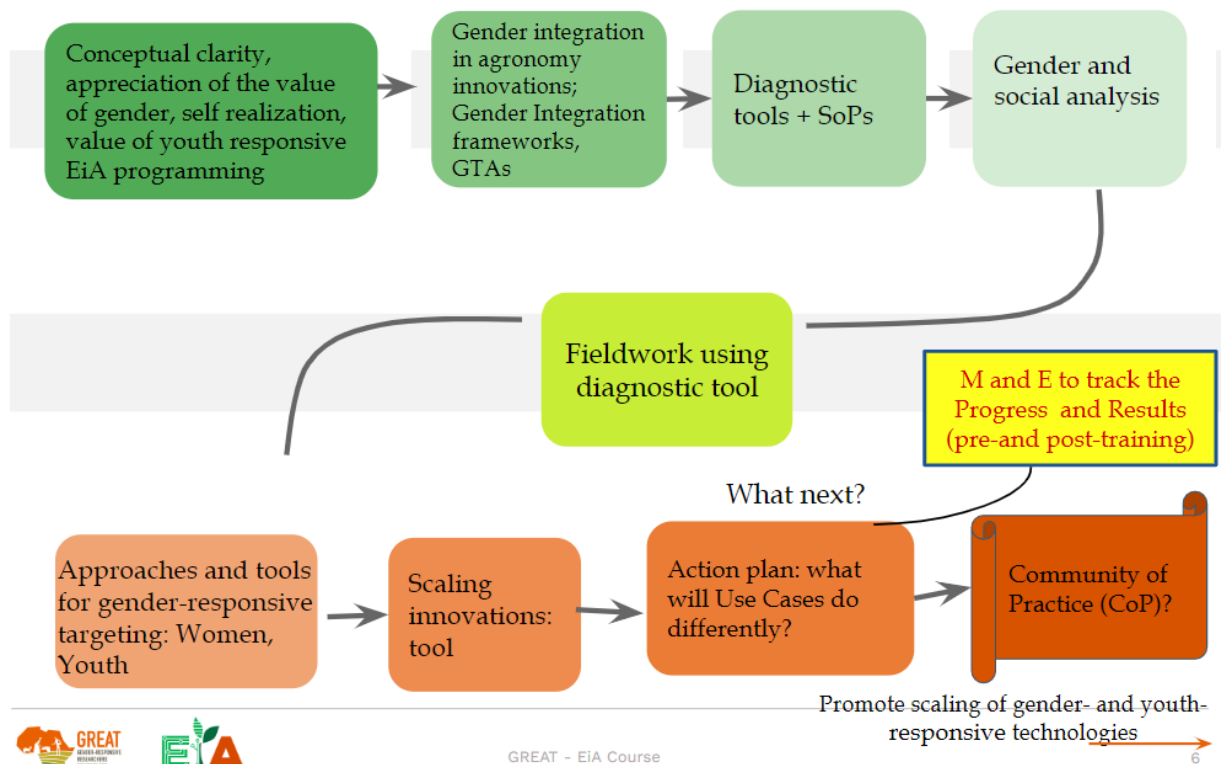 Conceptual clarity,
appreciation of the value
of gender, self realization,
value of youth responsive
EiA programming
Gender integration
in agronomy
innovations;
Gender Integration
frameworks,
GTAs
Diagnostic
tools + SoPs
Gender and
social analysis
Fieldwork using
diagnostic tool
M and E to track the
Progress and Results
(pre-and post-training)
What next?
Approaches and tools
for gender-responsive
targeting: Women,
Youth
Scaling
innovations:
tool
Action plan: what
will Use Cases do
differently?
Community of
Practice (CoP)?
Promote scaling of gender- and youth-
responsive technologies
GREAT
GENDER-RESPONSIVE
RESEARCHERS
EiA
GREAT - EiA Course
6